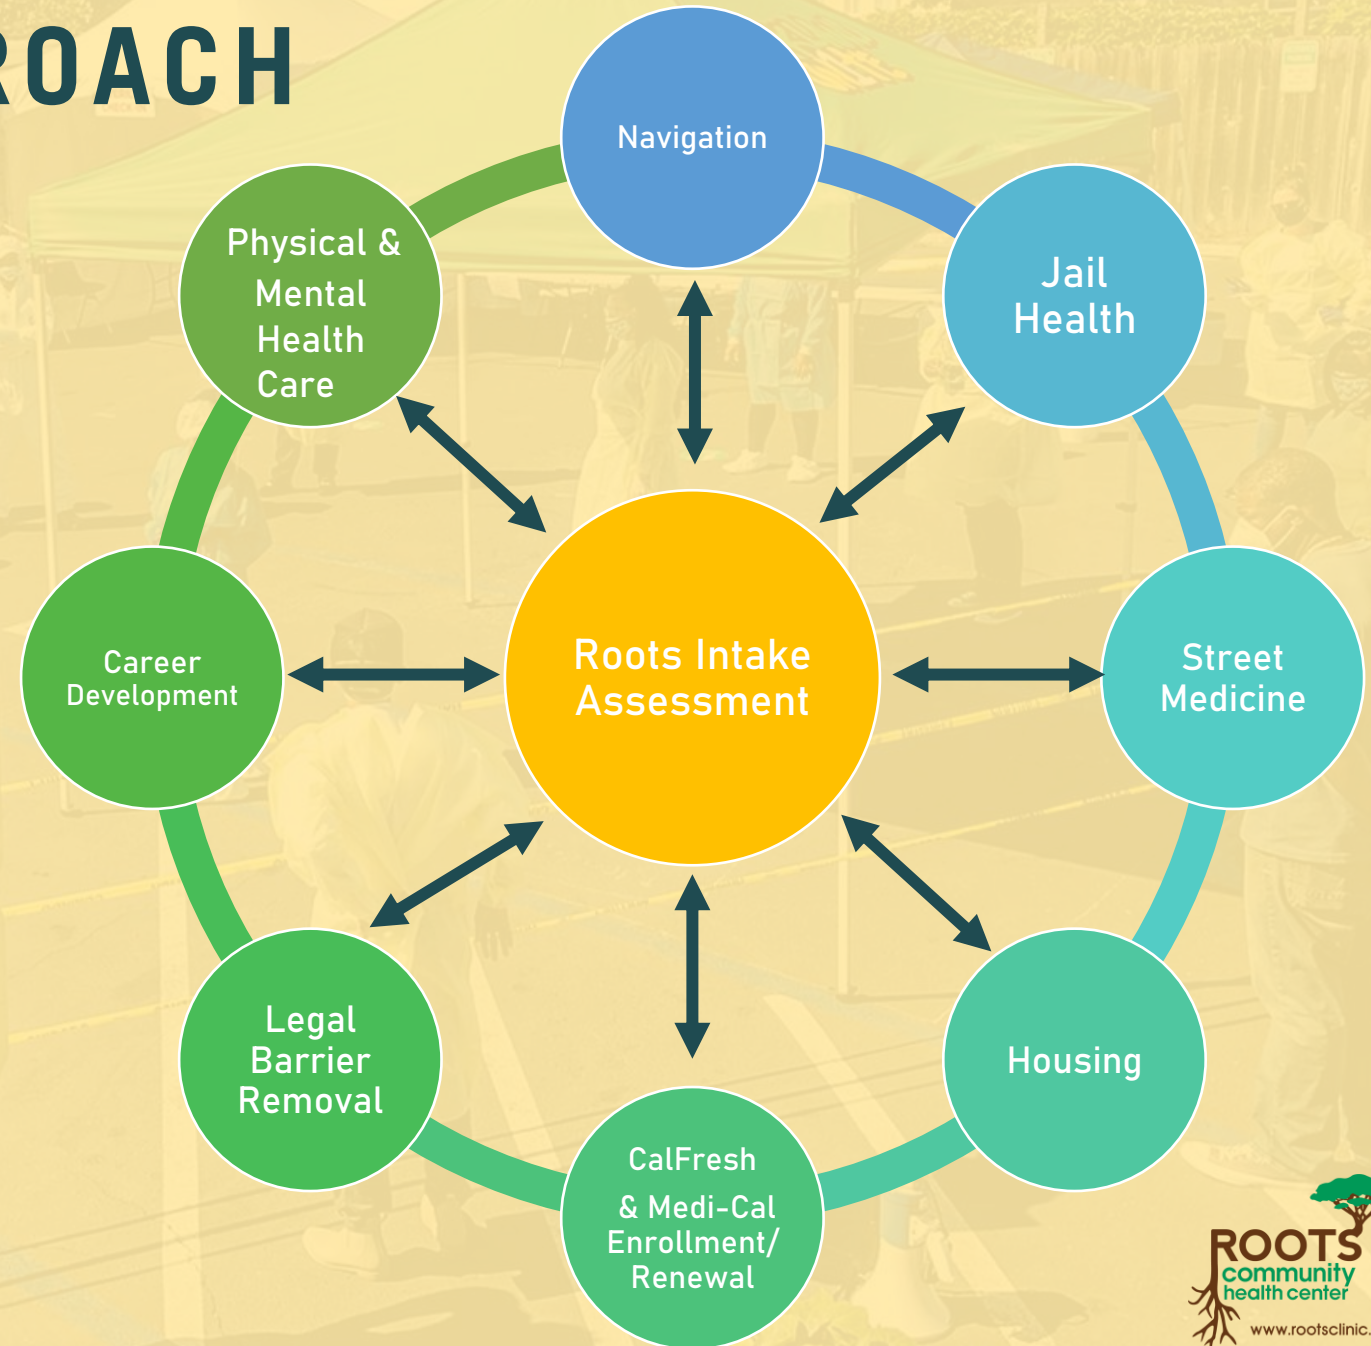 ROACH
Navigation
Jail
Health
Street
Medicine
Housing
CalFresh
& Medi-Cal
Enrollment/
Renewal
Legal
Barrier
Removal
Career
Development
Physical &
Mental
Health
Care
Roots Intake
Assessment
ROOTS
community
health center
www.rootsclinic.